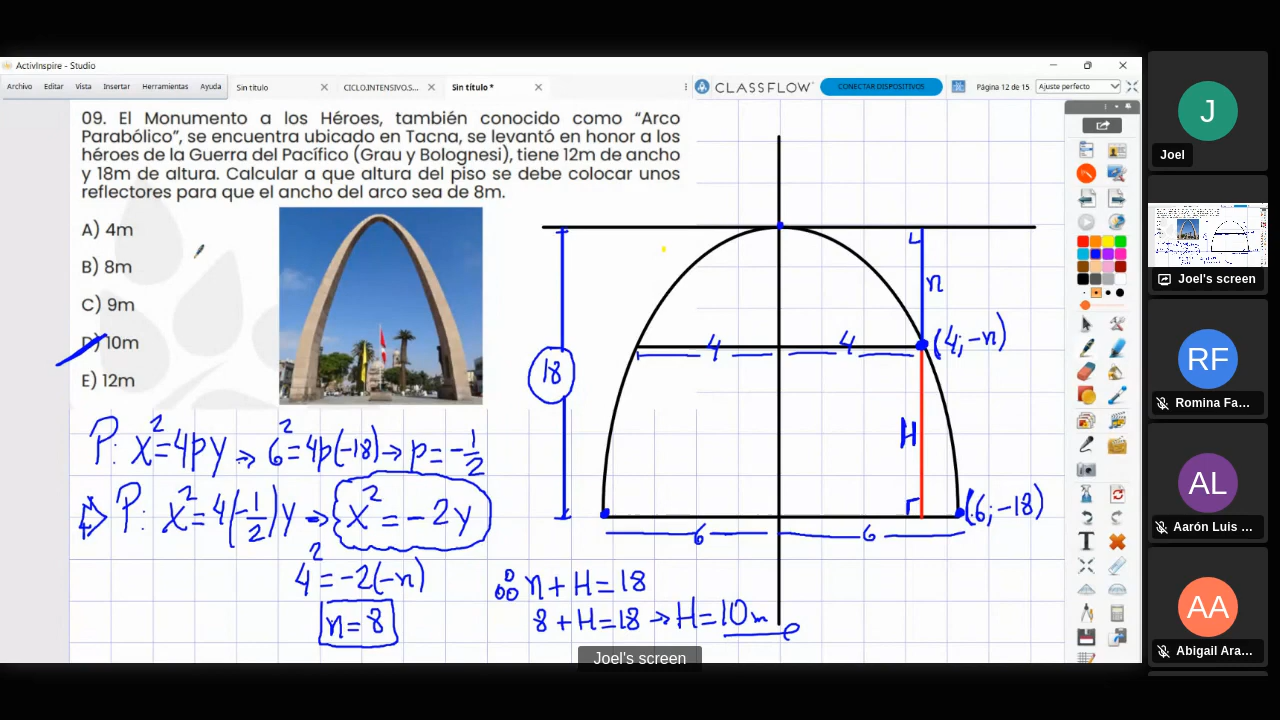 ActivInspire - Studio
Archivo Editar Vista Insertar Herramientas Ayuda
Sin título
CICLO.INTENSIVO.S...
Sin título *
CLASSFLOW
CONECTAR DISPOSITIVOS
Página 12 de 15
Ajuste perfecto
09. El Monumento a los Héroes, también conocido como “Arco
Parabólico”, se encuentra ubicado en Tacna, se levantó en honor a los
héroes de la Guerra del Pacífico (Grau y Bolognesi), tiene 12m de ancho
y 18m de altura. Calcular a que altura del piso se debe colocar unos
reflectores para que el ancho del arco sea de 8m.
A) 4m
B) 8m
C) 9m
D) 10m
E) 12m
P: x²=4py → 6²=4p(-18) → p=-1/2
⇒ P: x²=4(-1/2)y → x²=-2y
4²=-2(-n)
n=8
∴ n+H=18
8+H=18 → H=10m
18
n
4
4
(4;-n)
H
(6;-18)
6
6
Joel's screen
J
Joel
Joel's screen
RF
Romina Fa...
AL
Aarón Luis ...
AA
Abigail Ara...